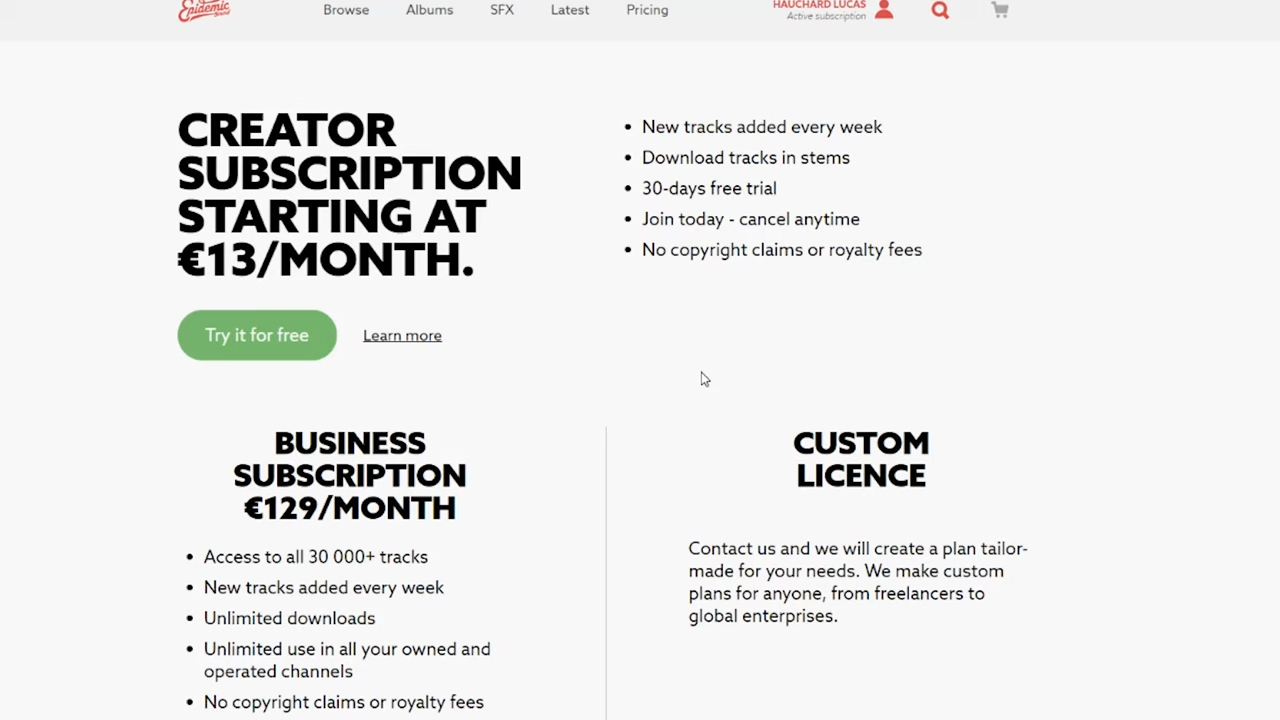 Epidemic
Sound
Browse
Albums
SFX
Latest
Pricing
HAUCHARD LUCAS
Active subscription
CREATOR
SUBSCRIPTION
STARTING AT
€13/MONTH.
• New tracks added every week
• Download tracks in stems
• 30-days free trial
• Join today - cancel anytime
• No copyright claims or royalty fees
Try it for free
Learn more
BUSINESS
SUBSCRIPTION
€129/MONTH
• Access to all 30 000+ tracks
• New tracks added every week
• Unlimited downloads
• Unlimited use in all your owned and
operated channels
• No copyright claims or royalty fees
CUSTOM
LICENCE
Contact us and we will create a plan tailor-
made for your needs. We make custom
plans for anyone, from freelancers to
global enterprises.